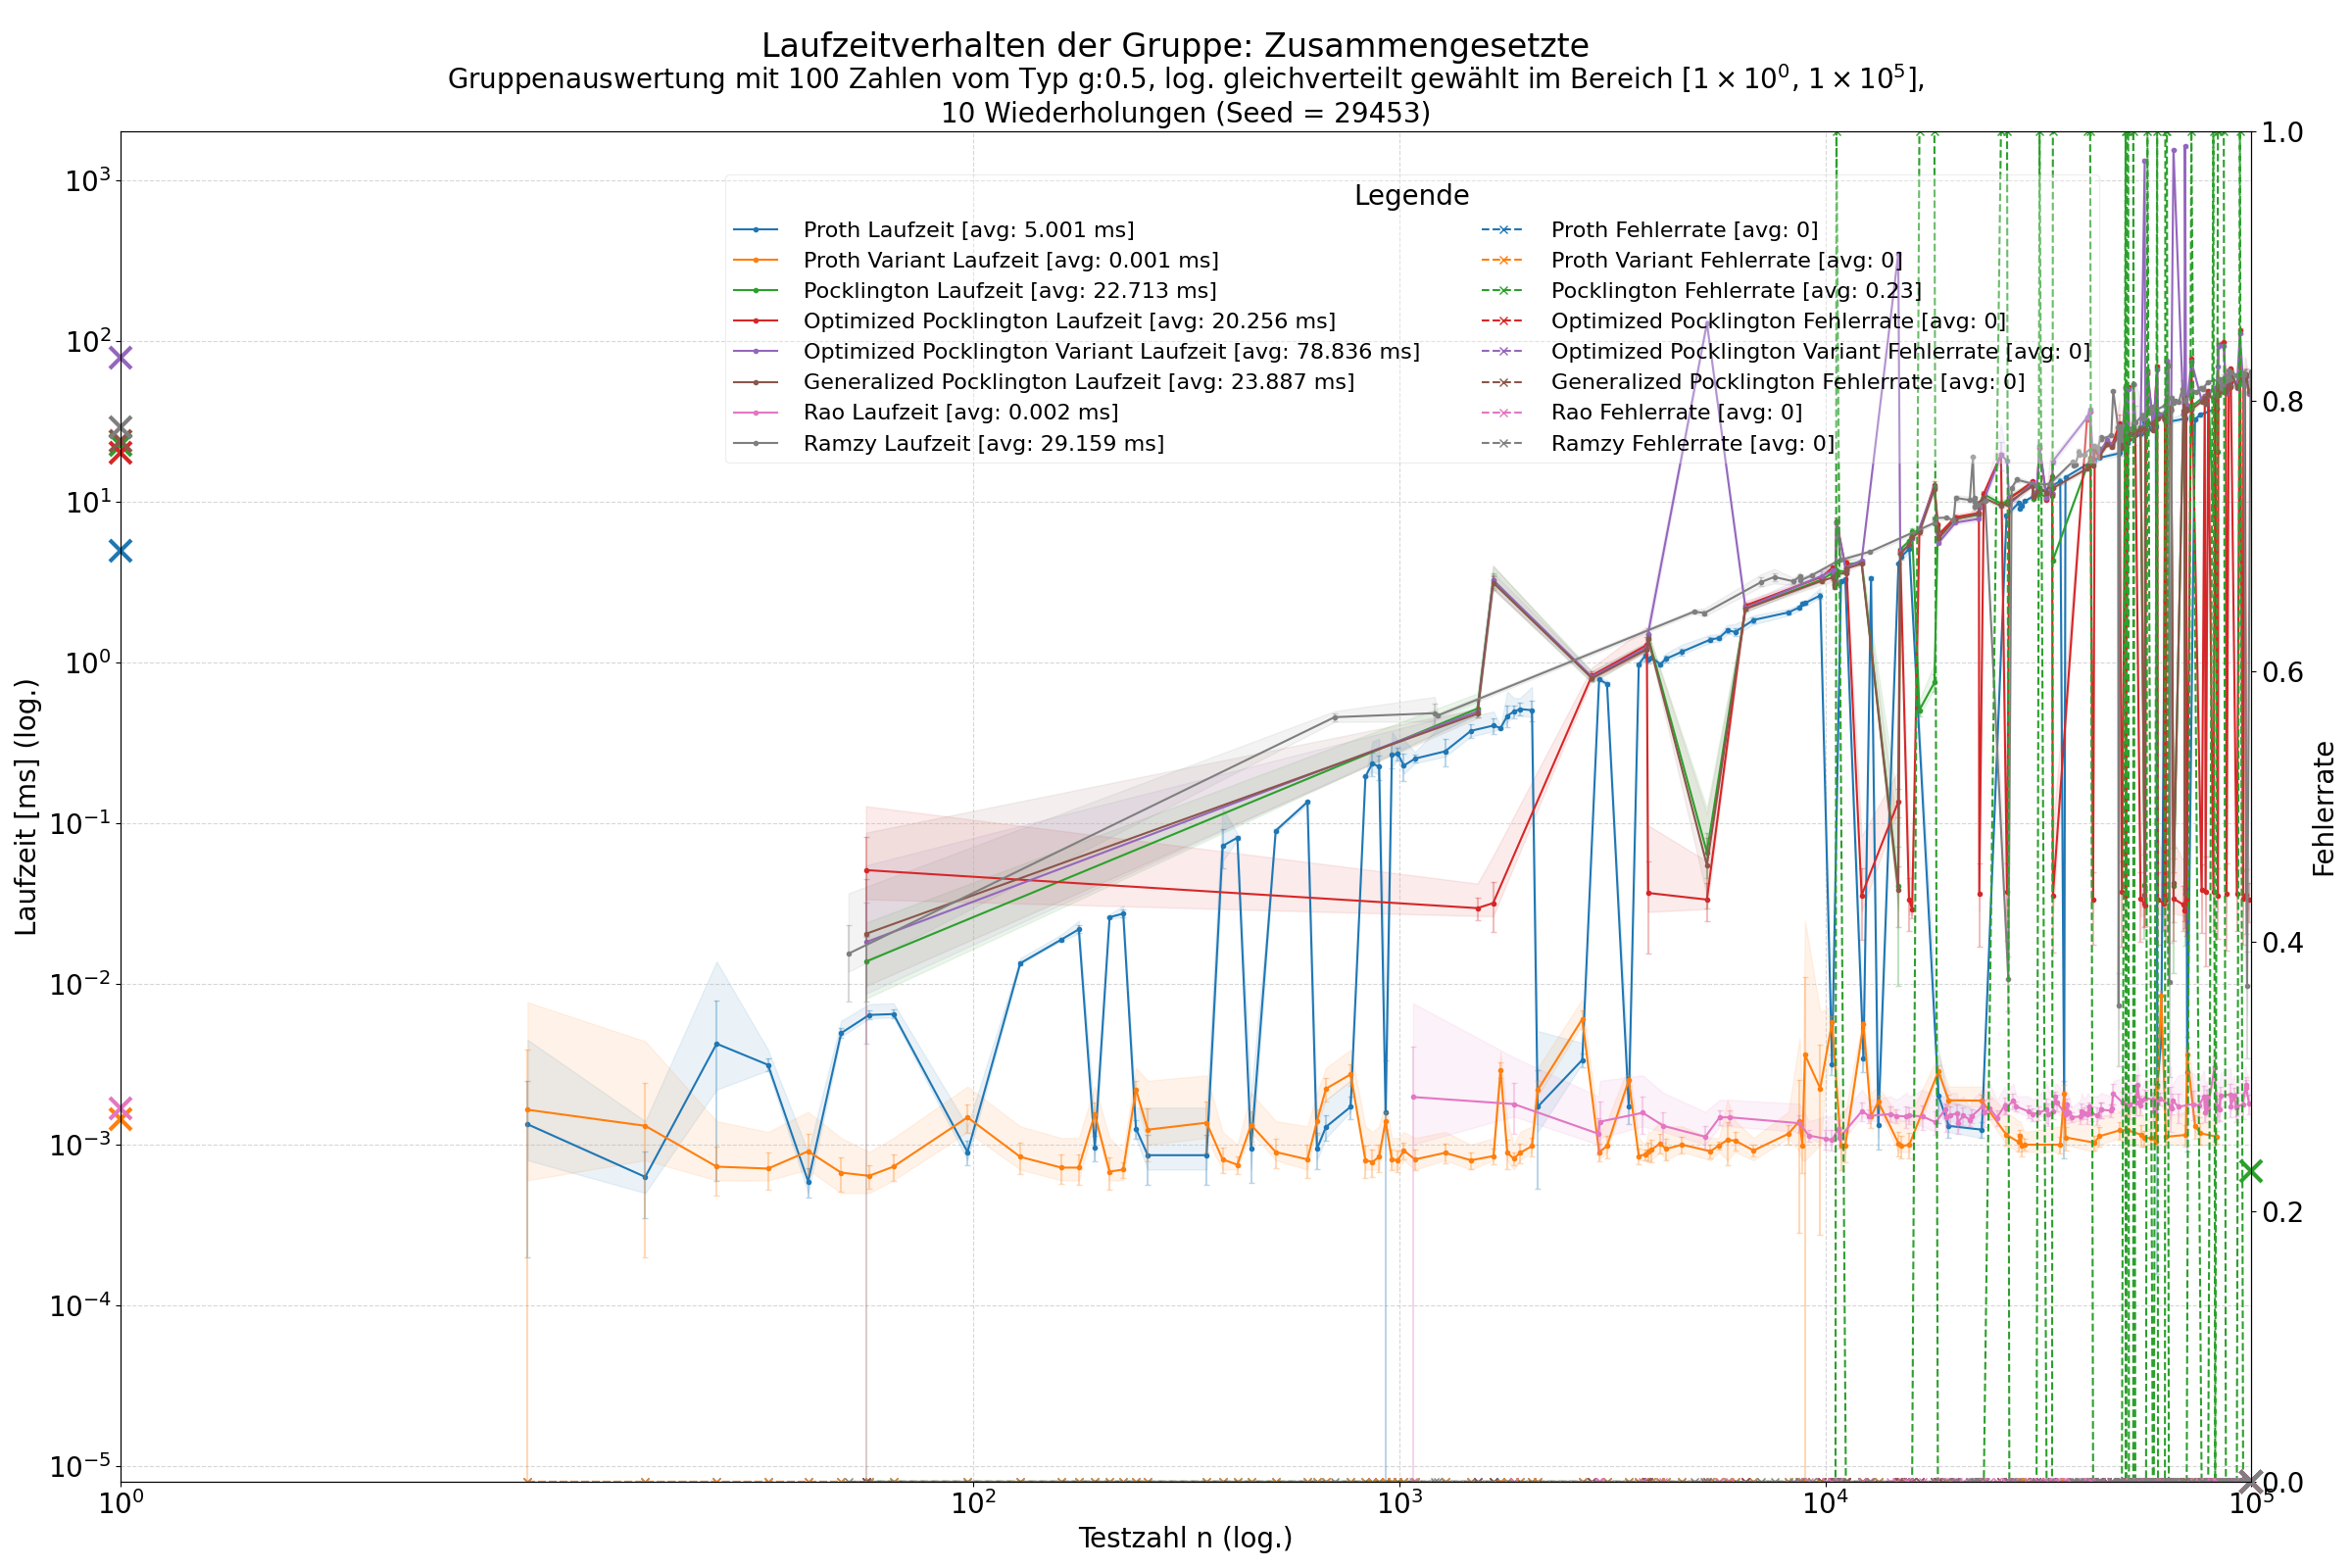 Laufzeitverhalten der Gruppe: Zusammengesetzte
Gruppenauswertung mit 100 Zahlen vom Typ g:0.5, log. gleichverteilt gewählt im Bereich [1 × 10⁰, 1 × 10⁵],
10 Wiederholungen (Seed = 29453)
Legende
Proth Laufzeit [avg: 5.001 ms]
Proth Variant Laufzeit [avg: 0.001 ms]
Pocklington Laufzeit [avg: 22.713 ms]
Optimized Pocklington Laufzeit [avg: 20.256 ms]
Optimized Pocklington Variant Laufzeit [avg: 78.836 ms]
Generalized Pocklington Laufzeit [avg: 23.887 ms]
Rao Laufzeit [avg: 0.002 ms]
Ramzy Laufzeit [avg: 29.159 ms]
Proth Fehlerrate [avg: 0]
Proth Variant Fehlerrate [avg: 0]
Pocklington Fehlerrate [avg: 0.23]
Optimized Pocklington Fehlerrate [avg: 0]
Optimized Pocklington Variant Fehlerrate [avg: 0]
Generalized Pocklington Fehlerrate [avg: 0]
Rao Fehlerrate [avg: 0]
Ramzy Fehlerrate [avg: 0]
Laufzeit [ms] (log.)
10³
10²
10¹
10⁰
10⁻¹
10⁻²
10⁻³
10⁻⁴
10⁻⁵
10⁰
10²
10³
10⁴
10⁵
Testzahl n (log.)
1.0
0.8
0.6
0.4
0.2
0.0
Fehlerrate